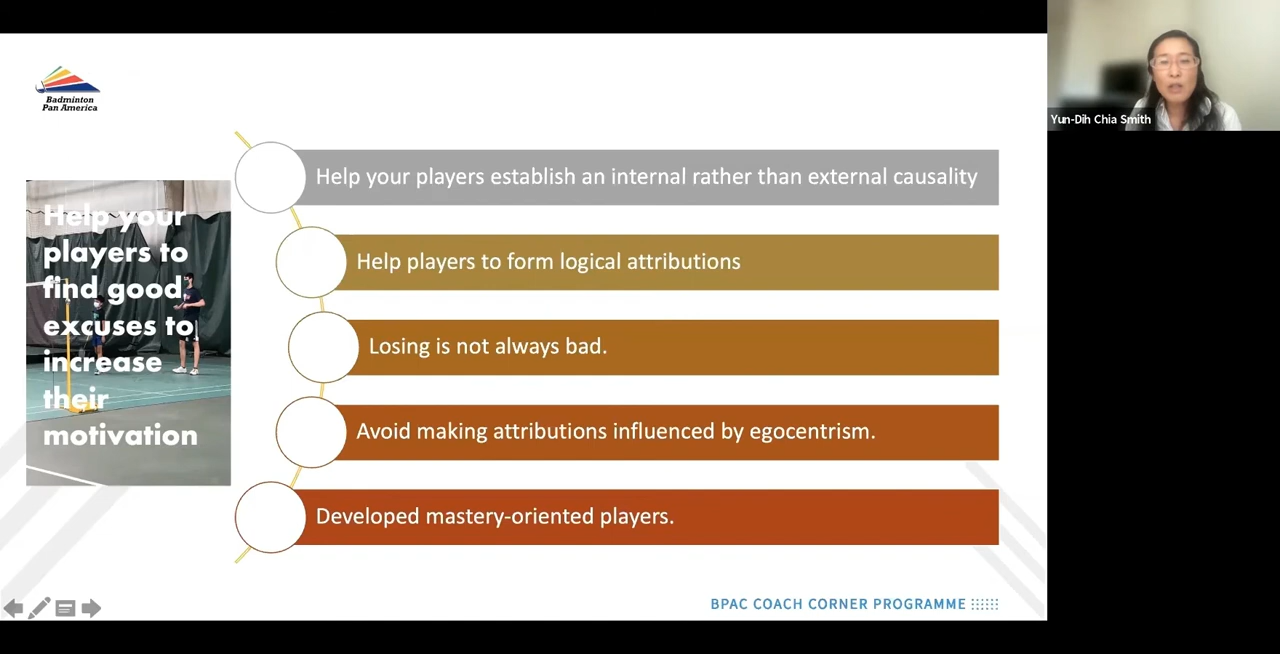 Badminton
Pan America
Yun-Dih Chia Smith
Help your
players to
find good
excuses to
increase
their
motivation
Help your players establish an internal rather than external causality
Help players to form logical attributions
Losing is not always bad.
Avoid making attributions influenced by egocentrism.
Developed mastery-oriented players.
BPAC COACH CORNER PROGRAMME